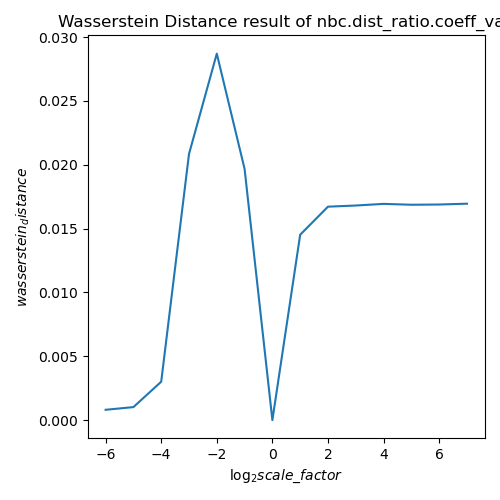 Wasserstein Distance result of nbc.dist_ratio.coeff_va
0.030
0.025
0.020
0.015
0.010
0.005
0.000
wasserstein_distance
−6 −4 −2 0 2 4 6
log₂scale_factor